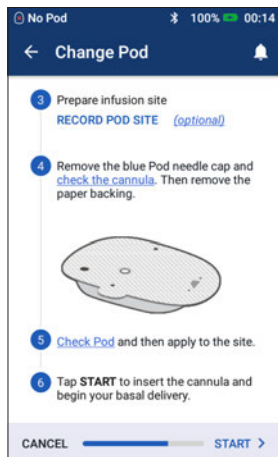 No Pod 100% 00:14
Change Pod
3 Prepare infusion site
RECORD POD SITE (optional)
4 Remove the blue Pod needle cap and
check the cannula. Then remove the
paper backing.
5 Check Pod and then apply to the site.
6 Tap START to insert the cannula and
begin your basal delivery.
CANCEL START >